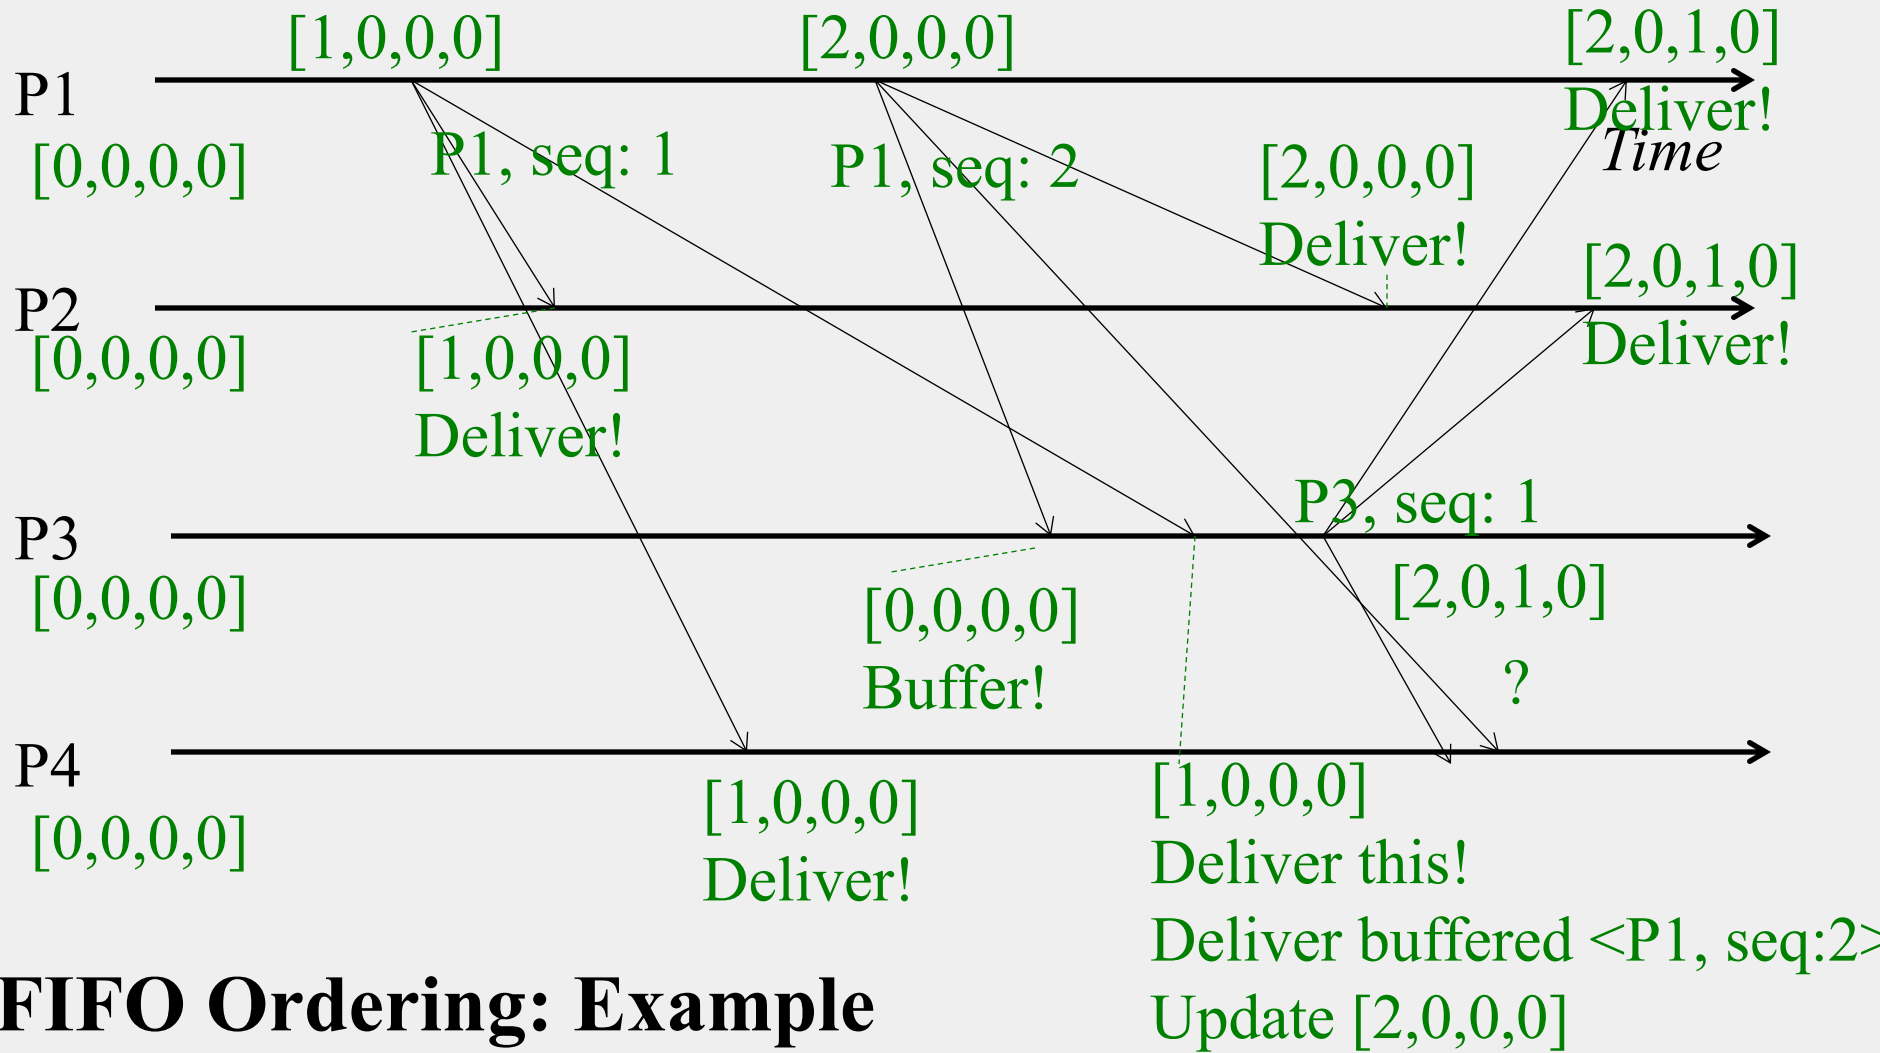 [1,0,0,0]
[2,0,0,0]
[2,0,1,0]
P1
Deliver!
Time
[0,0,0,0]
P1, seq: 1
P1, seq: 2
[2,0,0,0]
Deliver!
P2
[2,0,1,0]
Deliver!
[0,0,0,0]
[1,0,0,0]
Deliver!
P3, seq: 1
P3
[0,0,0,0]
[0,0,0,0]
Buffer!
[2,0,1,0]
?
P4
[0,0,0,0]
[1,0,0,0]
Deliver!
[1,0,0,0]
Deliver this!
Deliver buffered <P1, seq:2>
Update [2,0,0,0]
FIFO Ordering: Example